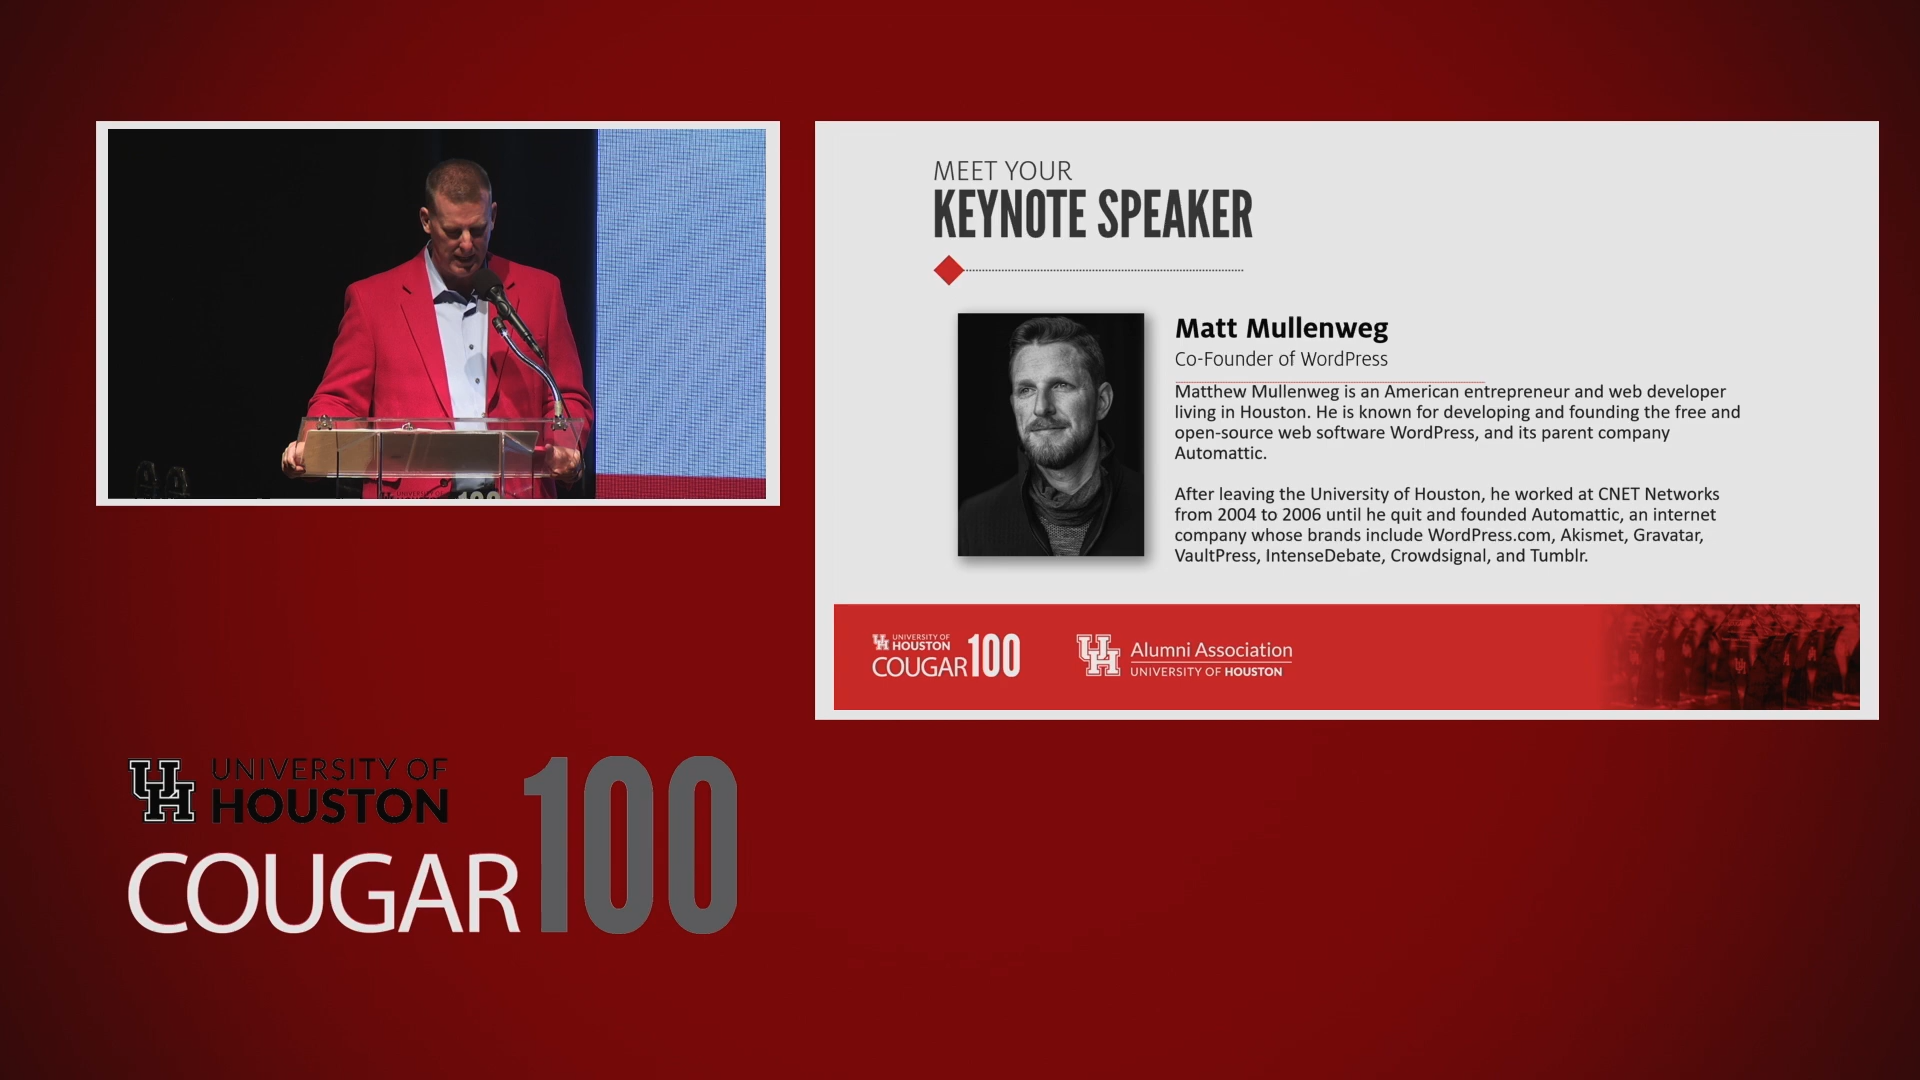 MEET YOUR
KEYNOTE SPEAKER
Matt Mullenweg
Co-Founder of WordPress
Matthew Mullenweg is an American entrepreneur and web developer
living in Houston. He is known for developing and founding the free and
open-source web software WordPress, and its parent company
Automattic.
After leaving the University of Houston, he worked at CNET Networks
from 2004 to 2006 until he quit and founded Automattic, an internet
company whose brands include WordPress.com, Akismet, Gravatar,
VaultPress, IntenseDebate, Crowdsignal, and Tumblr.
UH UNIVERSITY OF
HOUSTON
COUGAR100
UH Alumni Association
UNIVERSITY OF HOUSTON
100
UH UNIVERSITY OF
HOUSTON
COUGAR100